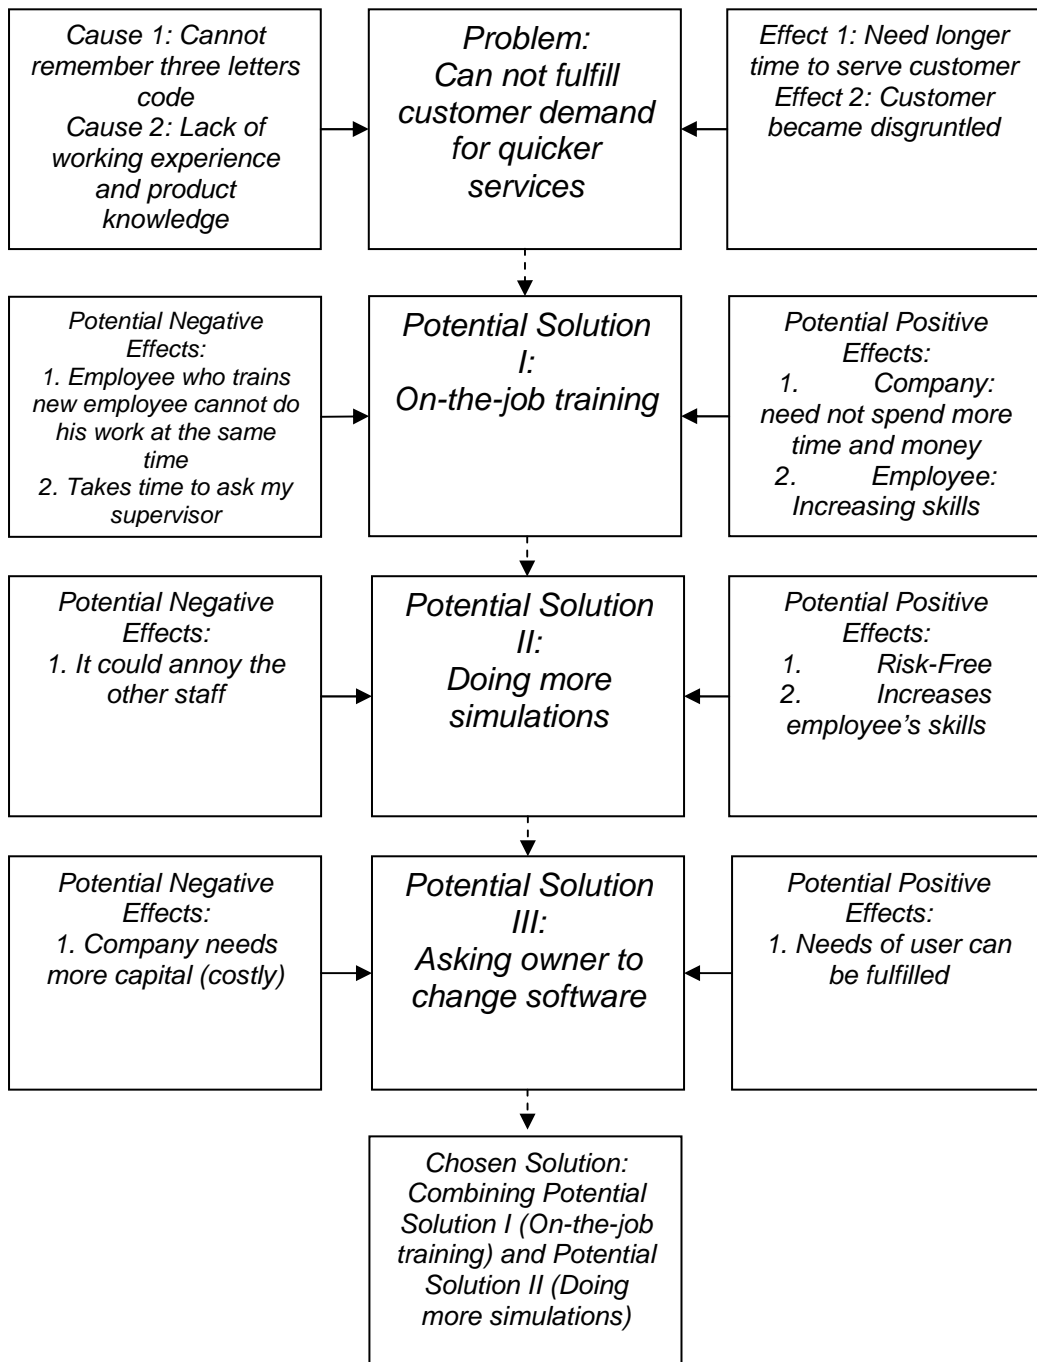 Cause 1: Cannot
remember three letters
code
Cause 2: Lack of
working experience
and product
knowledge
Problem:
Can not fulfill
customer demand
for quicker
services
Effect 1: Need longer
time to serve customer
Effect 2: Customer
became disgruntled
Potential Negative
Effects:
1. Employee who trains
new employee cannot do
his work at the same
time
2. Takes time to ask my
supervisor
Potential Solution
I:
On-the-job training
Potential Positive
Effects:
1. Company:
need not spend more
time and money
2. Employee:
Increasing skills
Potential Negative
Effects:
1. It could annoy the
other staff
Potential Solution
II:
Doing more
simulations
Potential Positive
Effects:
1. Risk-Free
2. Increases
employee’s skills
Potential Negative
Effects:
1. Company needs
more capital (costly)
Potential Solution
III:
Asking owner to
change software
Potential Positive
Effects:
1. Needs of user can
be fulfilled
Chosen Solution:
Combining Potential
Solution I (On-the-job
training) and Potential
Solution II (Doing
more simulations)